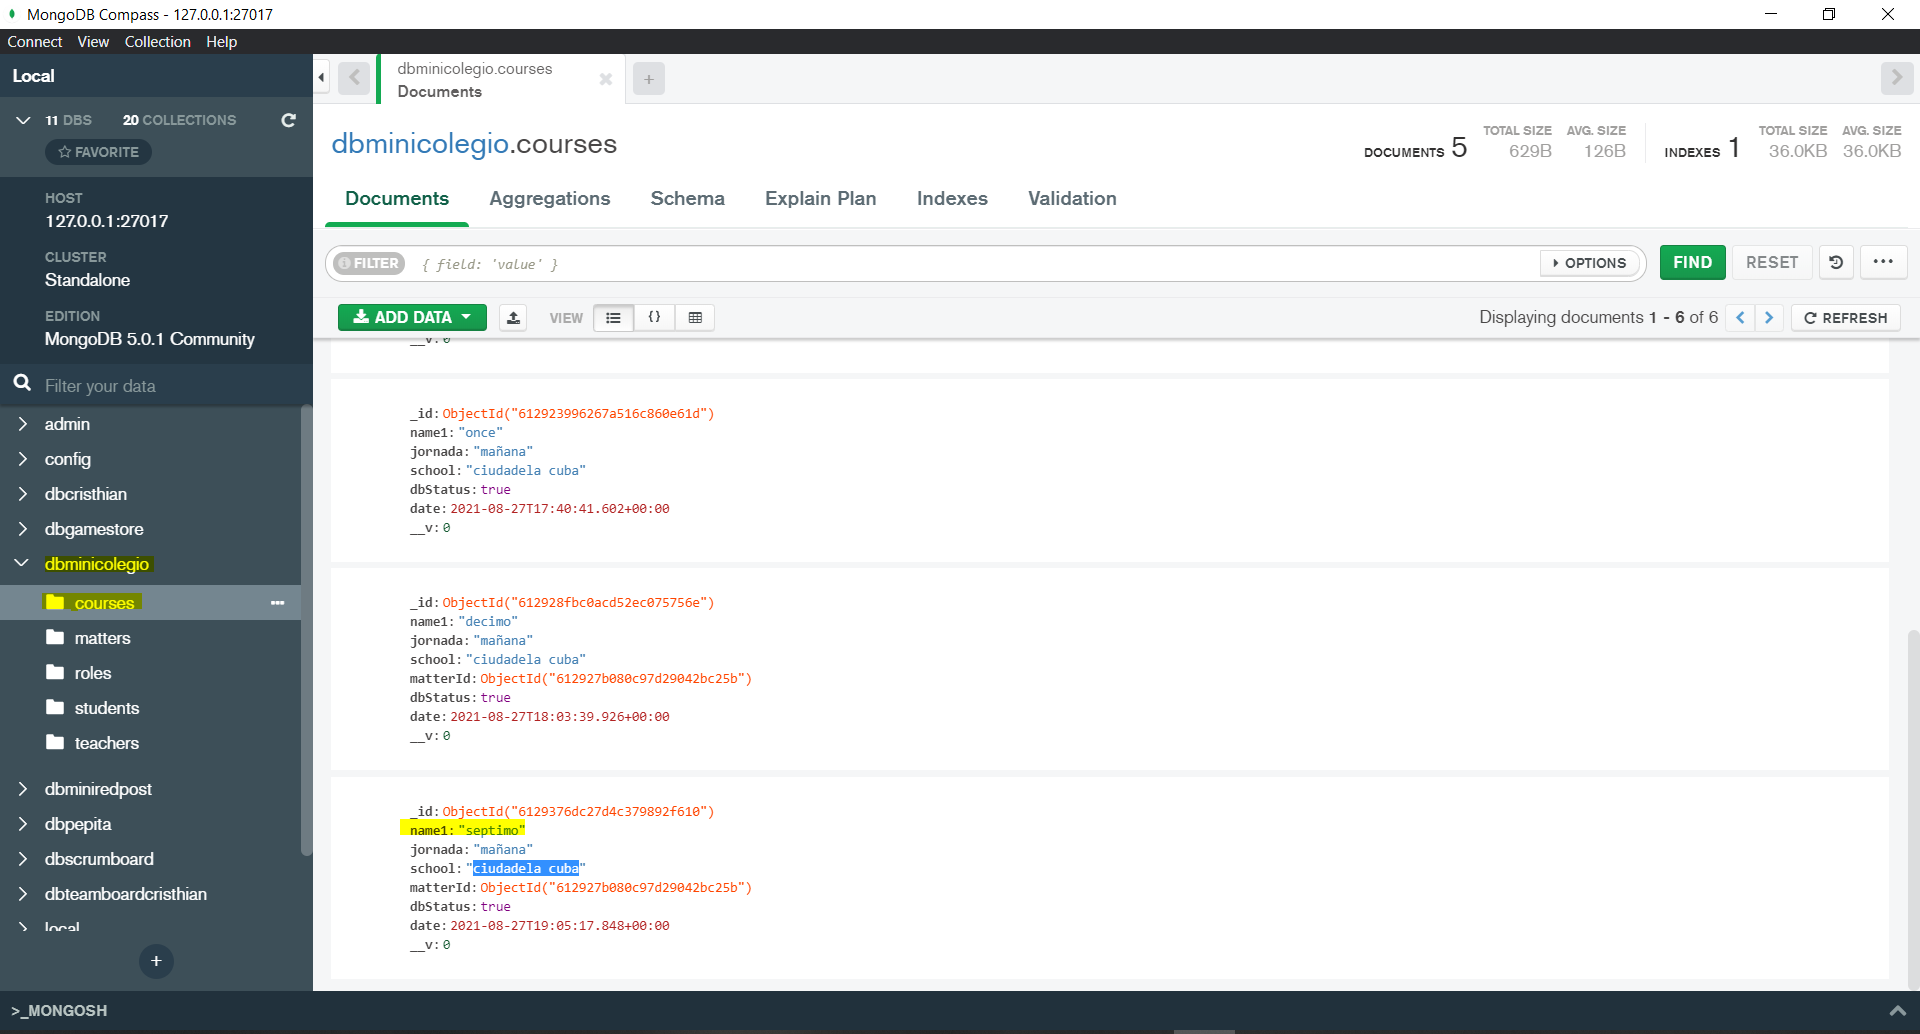 MongoDB Compass - 127.0.0.1:27017
Connect View Collection Help
Local
11 DBS 20 COLLECTIONS
FAVORITE
HOST
127.0.0.1:27017
CLUSTER
Standalone
EDITION
MongoDB 5.0.1 Community
Filter your data
admin
config
dbcristhian
dbgamestore
dbminicolegio
courses
matters
roles
students
teachers
dbminiredpost
dbpepita
dbscrumboard
dbteamboardcristhian
local
+
>_MONGOSH
dbminicolegio.courses
Documents
+
dbminicolegio.courses
DOCUMENTS 5 TOTAL SIZE 629B AVG. SIZE 126B INDEXES 1 TOTAL SIZE 36.0KB AVG. SIZE 36.0KB
Documents Aggregations Schema Explain Plan Indexes Validation
FILTER { field: 'value' } OPTIONS FIND RESET ...
ADD DATA VIEW {} Displaying documents 1 - 6 of 6 REFRESH
__v: 0
_id: ObjectId("612923996267a516c860e61d")
name1: "once"
jornada: "mañana"
school: "ciudadela cuba"
dbStatus: true
date: 2021-08-27T17:40:41.602+00:00
__v: 0
_id: ObjectId("612928fbc0acd52ec075756e")
name1: "decimo"
jornada: "mañana"
school: "ciudadela cuba"
matterId: ObjectId("612927b080c97d29042bc25b")
dbStatus: true
date: 2021-08-27T18:03:39.926+00:00
__v: 0
_id: ObjectId("6129376dc27d4c379892f610")
name1: "septimo"
jornada: "mañana"
school: "ciudadela cuba"
matterId: ObjectId("612927b080c97d29042bc25b")
dbStatus: true
date: 2021-08-27T19:05:17.848+00:00
__v: 0